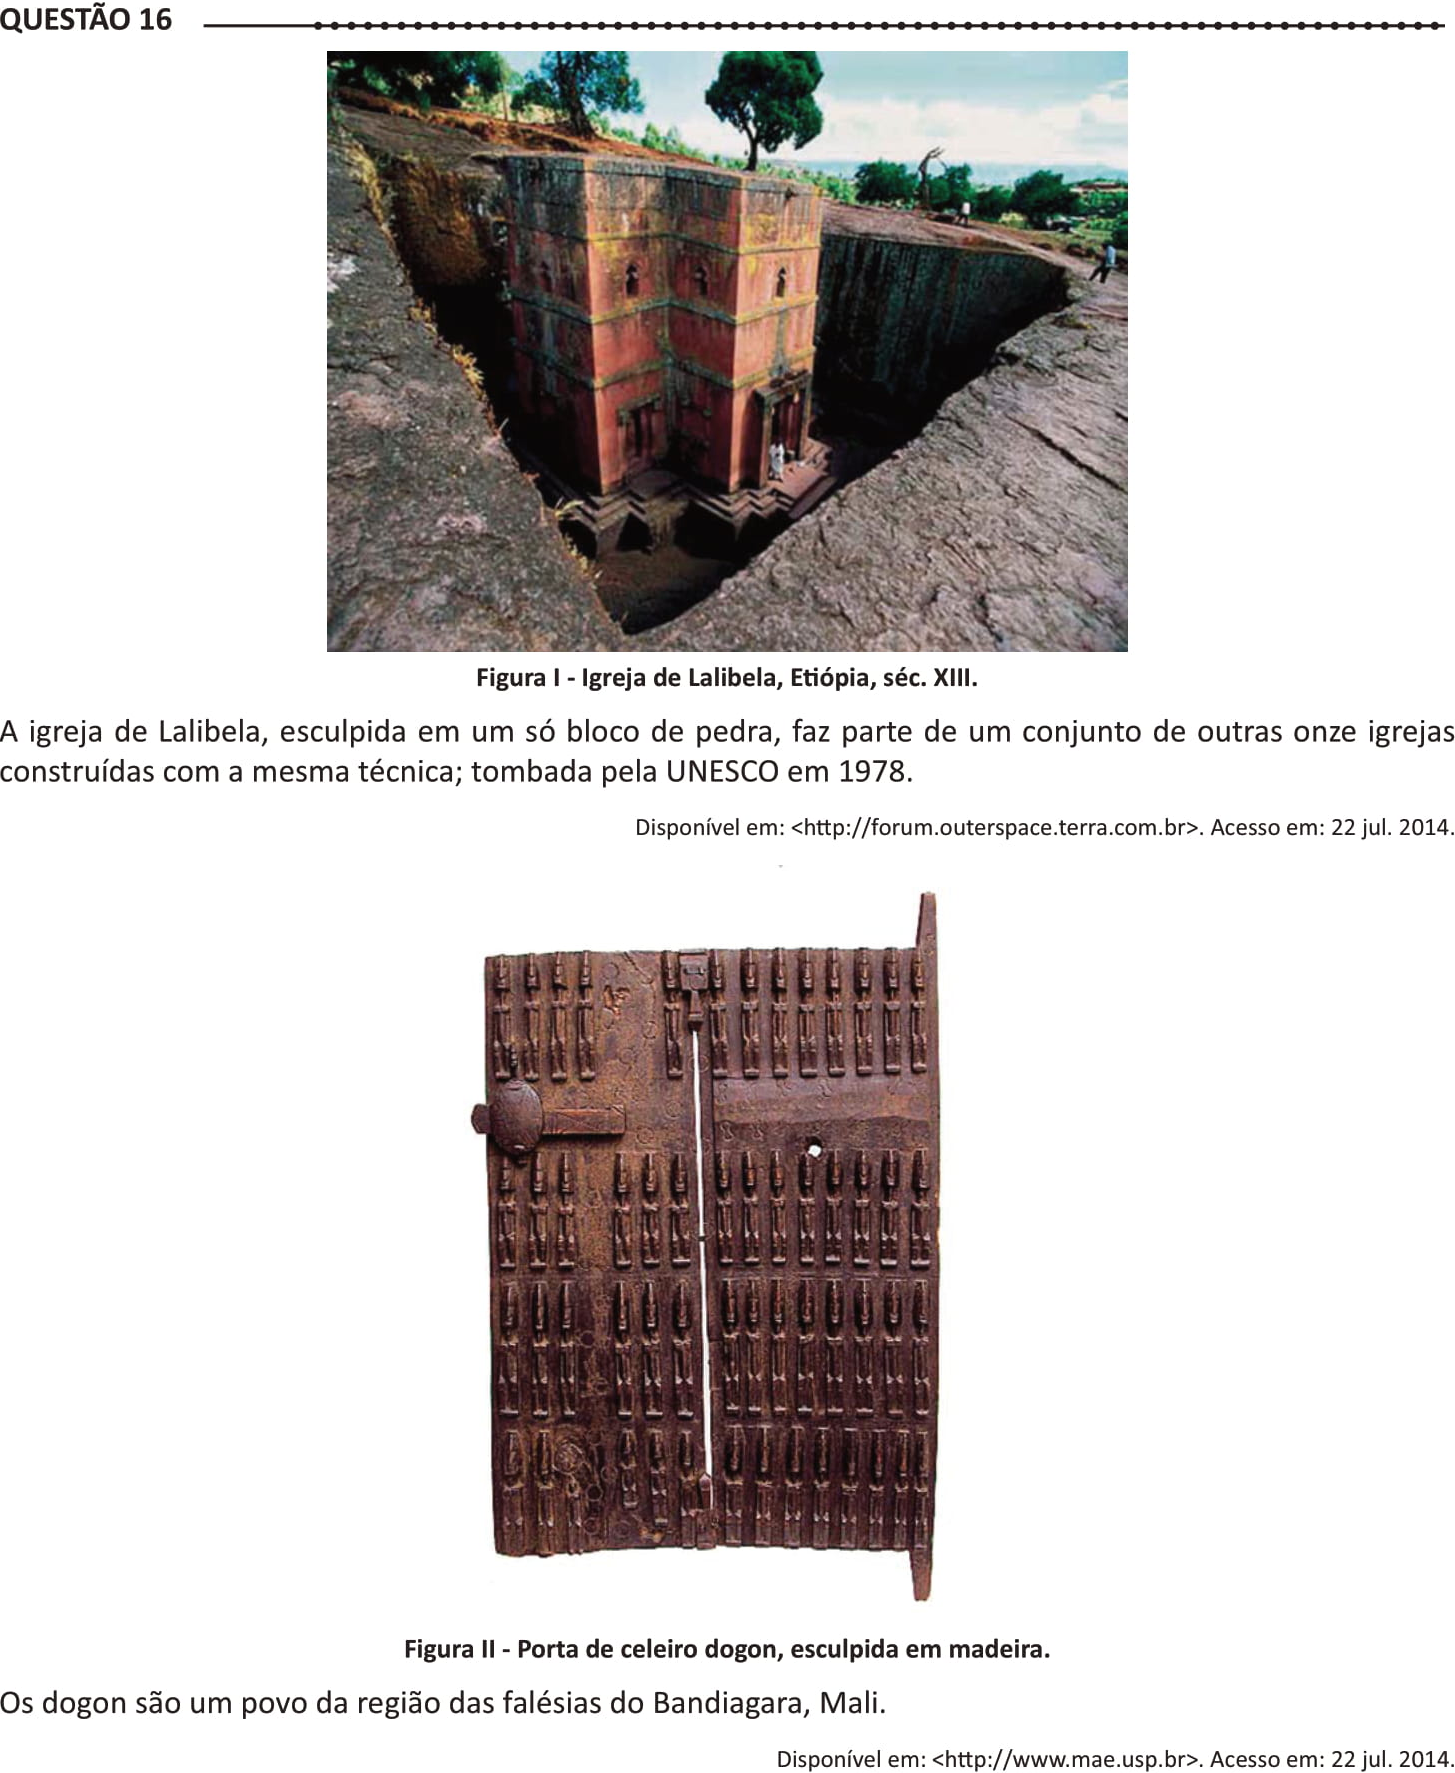 QUESTÃO 16
Figura I - Igreja de Lalibela, Etiópia, séc. XIII.
A igreja de Lalibela, esculpida em um só bloco de pedra, faz parte de um conjunto de outras onze igrejas
construídas com a mesma técnica; tombada pela UNESCO em 1978.
Disponível em: <http://forum.outerspace.terra.com.br>. Acesso em: 22 jul. 2014.
Figura II - Porta de celeiro dogon, esculpida em madeira.
Os dogon são um povo da região das falésias do Bandiagara, Mali.
Disponível em: <http://www.mae.usp.br>. Acesso em: 22 jul. 2014.